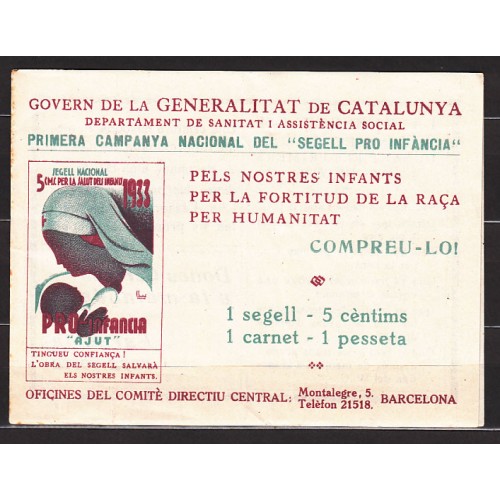 GOVERN DE LA GENERALITAT DE CATALUNYA
DEPARTAMENT DE SANITAT I ASSISTÈNCIA SOCIAL
PRIMERA CAMPANYA NACIONAL DEL "SEGELL PRO INFÀNCIA"
SEGELL NACIONAL
5 CMS. PER LA SALUT DELS INFANTS
1933
PRO INFANCIA
"AJUT"
TINGUEU CONFIANÇA!
L'OBRA DEL SEGELL SALVARÀ
ELS NOSTRES INFANTS.
PELS NOSTRES INFANTS
PER LA FORTITUD DE LA RAÇA
PER HUMANITAT
COMPREU-LO!
1 segell - 5 cèntims
1 carnet - 1 pesseta
OFICINES DEL COMITÈ DIRECTIU CENTRAL: Montalegre, 5. BARCELONA
Telèfon 21518.